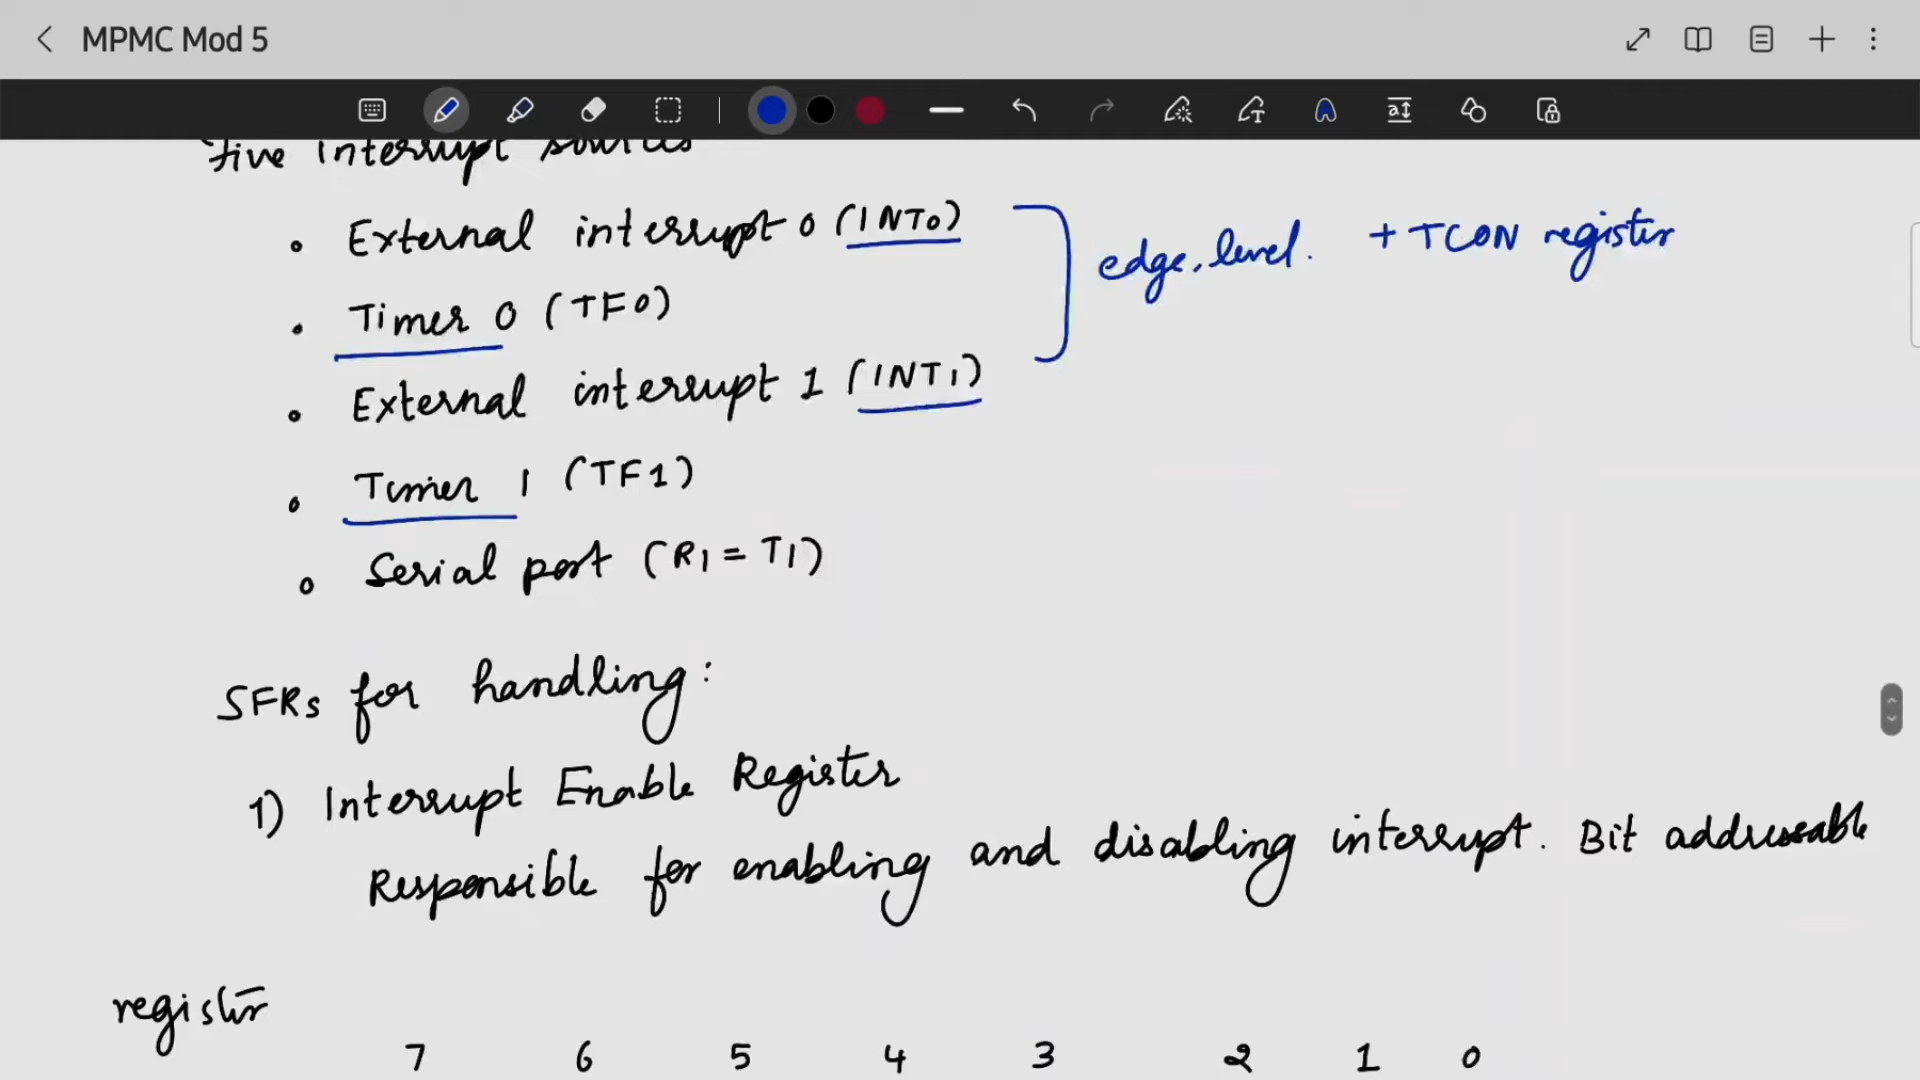 MPMC Mod 5
Five Interrupt sources
• External interrupt 0 (INT0)
edge, level. + TCON register
• Timer 0 (TF0)
• External interrupt 1 (INT1)
• Timer 1 (TF1)
• Serial port (R1 = T1)
SFRs for handling:
1) Interrupt Enable Register
Responsible for enabling and disabling interrupt. Bit addressable
register
7 6 5 4 3 2 1 0